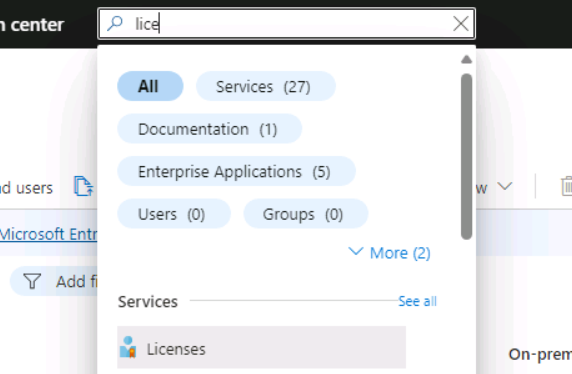 n center
lice
All
Services (27)
Documentation (1)
Enterprise Applications (5)
Users (0)
Groups (0)
More (2)
d users
w
Microsoft Entr
Add fi
Services
See all
Licenses
On-prem